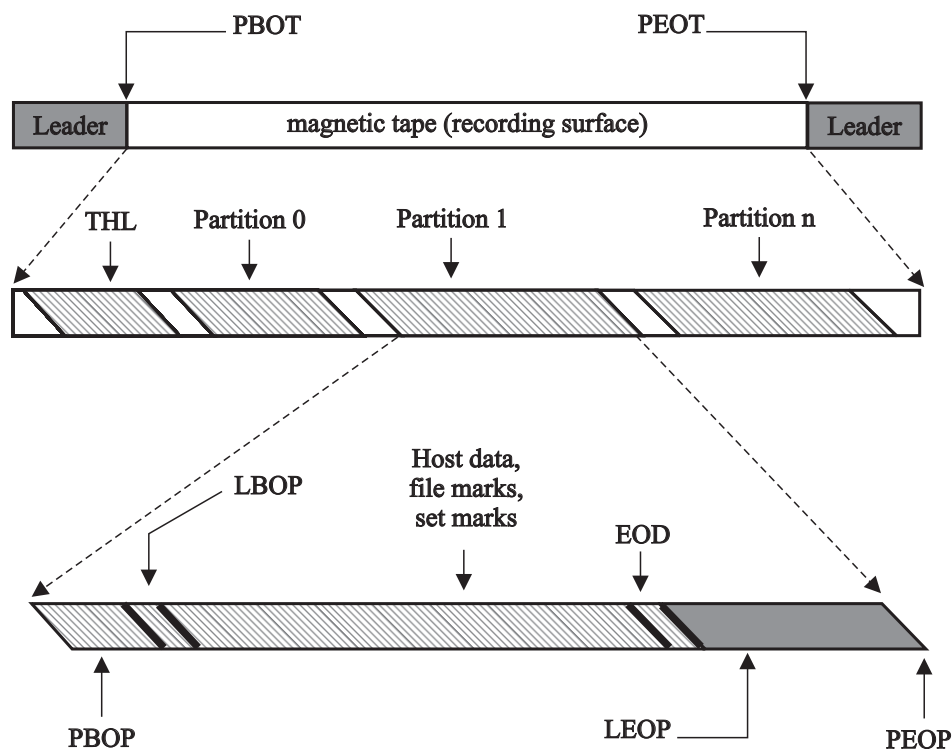 PBOT
PEOT
Leader
magnetic tape (recording surface)
Leader
THL
Partition 0
Partition 1
Partition n
LBOP
Host data,
file marks,
set marks
EOD
PBOP
LEOP
PEOP